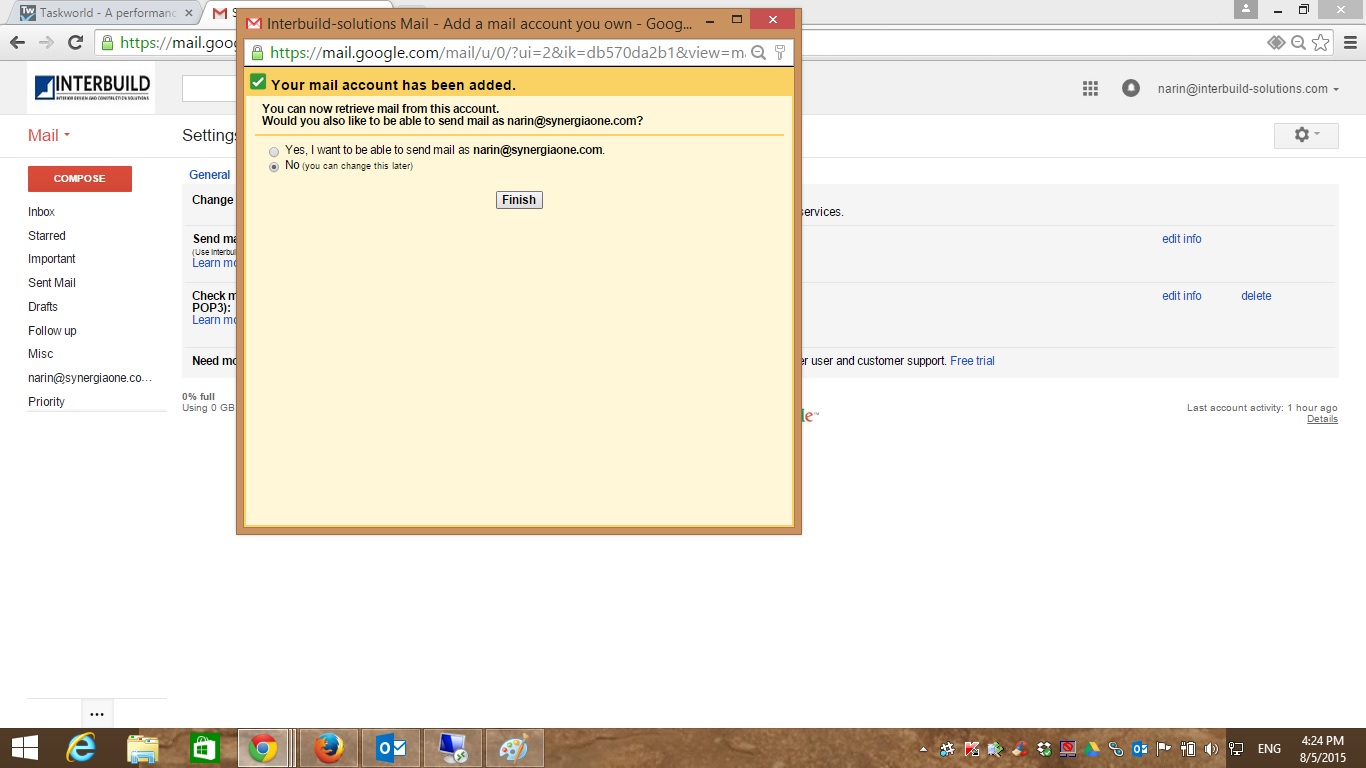 Taskworld - A performanc
S
Interbuild-solutions Mail - Add a mail account you own - Goog...
https://mail.goog
https://mail.google.com/mail/u/0/?ui=2&ik=db570da2b1&view=m
INTERBUILD
INTERIOR DESIGN AND CONSTRUCTION SOLUTIONS
narin@interbuild-solutions.com
Your mail account has been added.
You can now retrieve mail from this account.
Would you also like to be able to send mail as narin@synergiaone.com?
Yes, I want to be able to send mail as narin@synergiaone.com.
No (you can change this later)
Finish
Mail
Settings
COMPOSE
Inbox
Starred
Important
Sent Mail
Drafts
Follow up
Misc
narin@synergiaone.co...
Priority
General
Change
ervices.
Send ma
(Use Interbui
Learn mo
edit info
Check m
POP3):
Learn mo
edit info
delete
Need mo
er user and customer support. Free trial
0% full
Using 0 GB
le™
Last account activity: 1 hour ago
Details
...
ENG
4:24 PM
8/5/2015